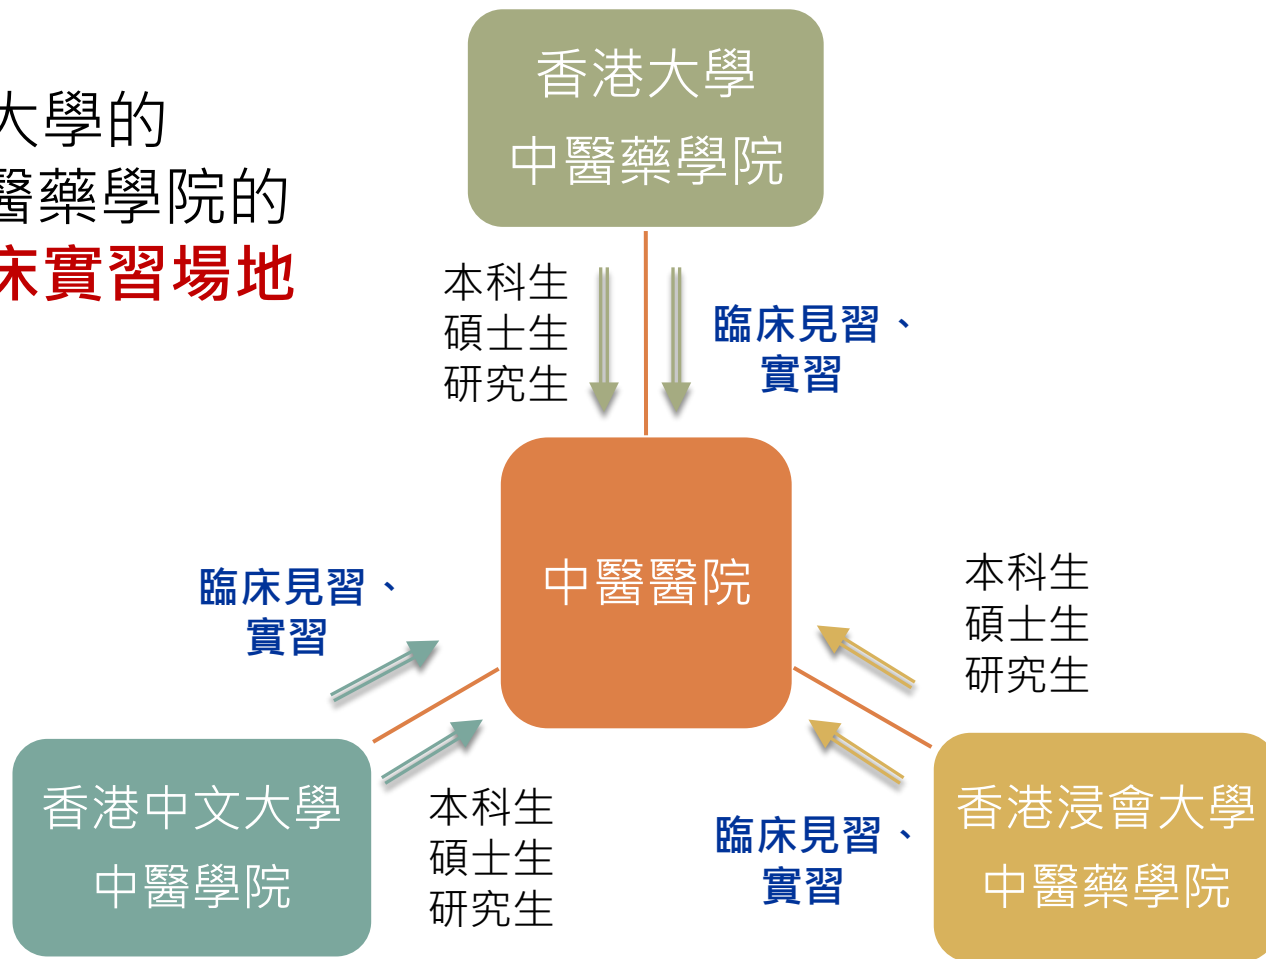 香港大學
中醫藥學院
大學的
醫藥學院的
床實習場地
本科生
碩士生
研究生
臨床見習、
實習
中醫醫院
臨床見習、
實習
本科生
碩士生
研究生
香港中文大學
中醫學院
本科生
碩士生
研究生
臨床見習、
實習
香港浸會大學
中醫藥學院